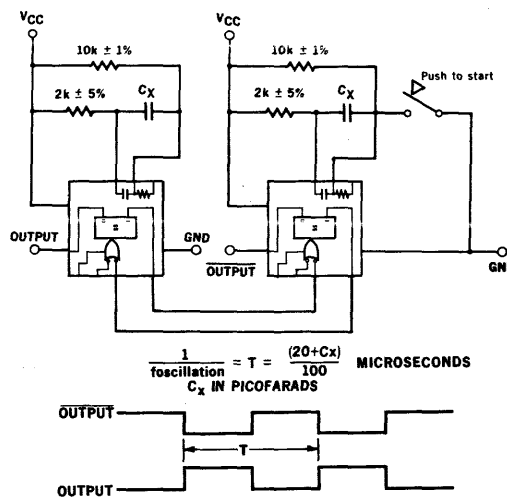 VCC VCC
10k ± 1% 10k ± 1%
2k ± 5% CX 2k ± 5% CX Push to start
OUTPUT GND OUTPUT GN
1/foscillation = T = (20+Cx)/100 MICROSECONDS
CX IN PICOFARADS
OUTPUT
T
OUTPUT